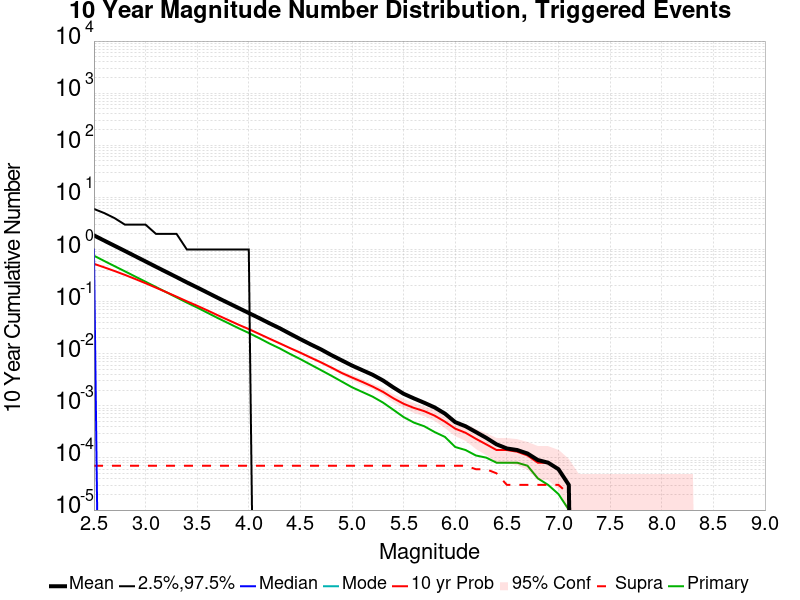 10 Year Magnitude Number Distribution, Triggered Events
10 4
10 3
10 2
10 1
10 0
10 -1
10 -2
10 -3
10 -4
10 -5
10 Year Cumulative Number
2.5 3.0 3.5 4.0 4.5 5.0 5.5 6.0 6.5 7.0 7.5 8.0 8.5 9.0
Magnitude
Mean 2.5%,97.5% Median Mode 10 yr Prob 95% Conf Supra Primary